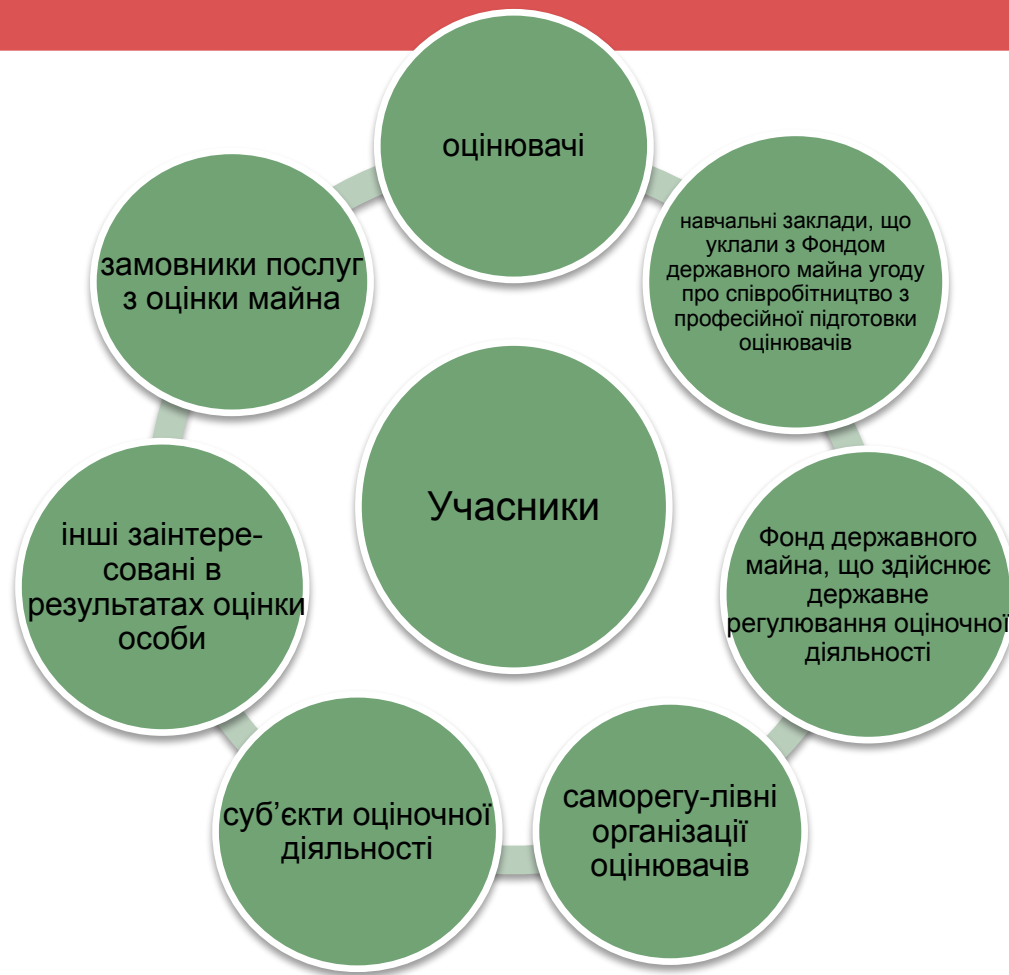 оцінювачі
навчальні заклади, що
уклали з Фондом
державного майна угоду
про співробітництво з
професійної підготовки
оцінювачів
Фонд державного
майна, що здійснює
державне
регулювання оціночної
діяльності
саморегу-лівні
організації
оцінювачів
суб’єкти оціночної
діяльності
інші заінтере-
совані в
результатах оцінки
особи
замовники послуг
з оцінки майна
Учасники